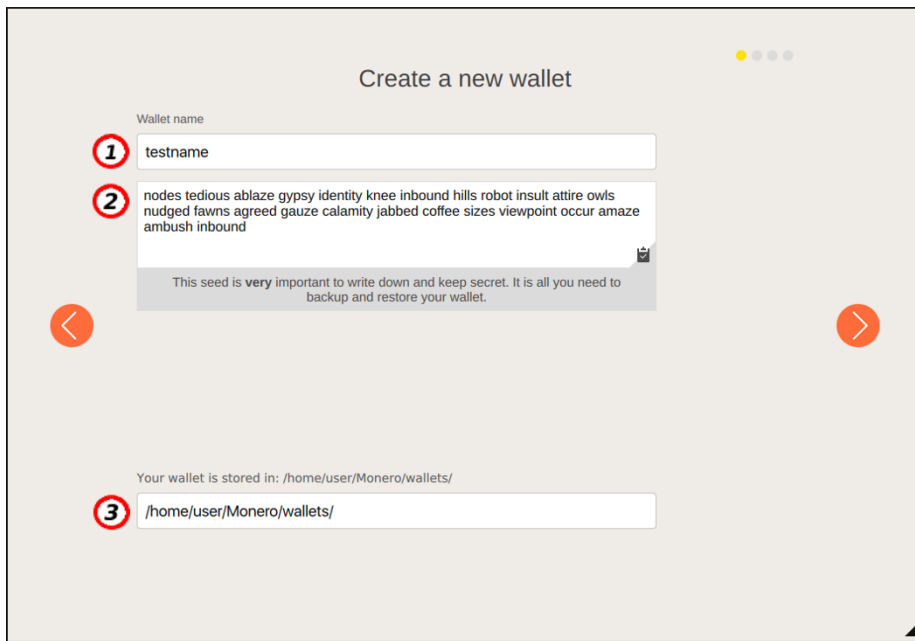 Create a new wallet
Wallet name
1
testname
2
nodes tedious ablaze gypsy identity knee inbound hills robot insult attire owls
nudged fawns agreed gauze calamity jabbed coffee sizes viewpoint occur amaze
ambush inbound
This seed is very important to write down and keep secret. It is all you need to
backup and restore your wallet.
Your wallet is stored in: /home/user/Monero/wallets/
3
/home/user/Monero/wallets/